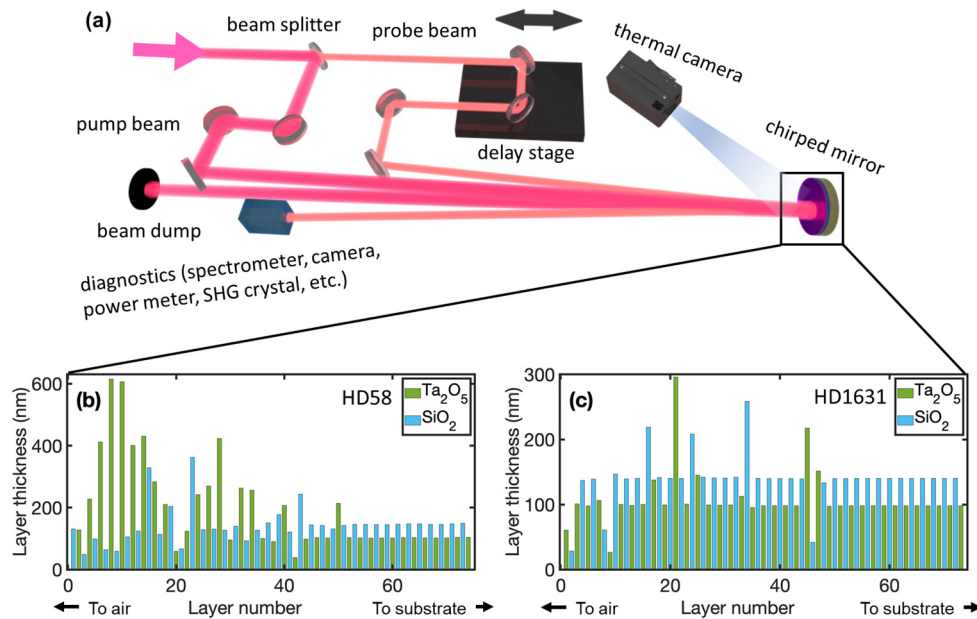 (a)
beam splitter
probe beam
thermal camera
pump beam
delay stage
chirped mirror
beam dump
diagnostics (spectrometer, camera,
power meter, SHG crystal, etc.)
(b)
HD58
Ta2O5
SiO2
Layer thickness (nm)
600
400
200
0
0 20 40 60
To air
Layer number
To substrate
(c)
HD1631
Ta2O5
SiO2
Layer thickness (nm)
300
200
100
0
0 20 40 60
To air
Layer number
To substrate